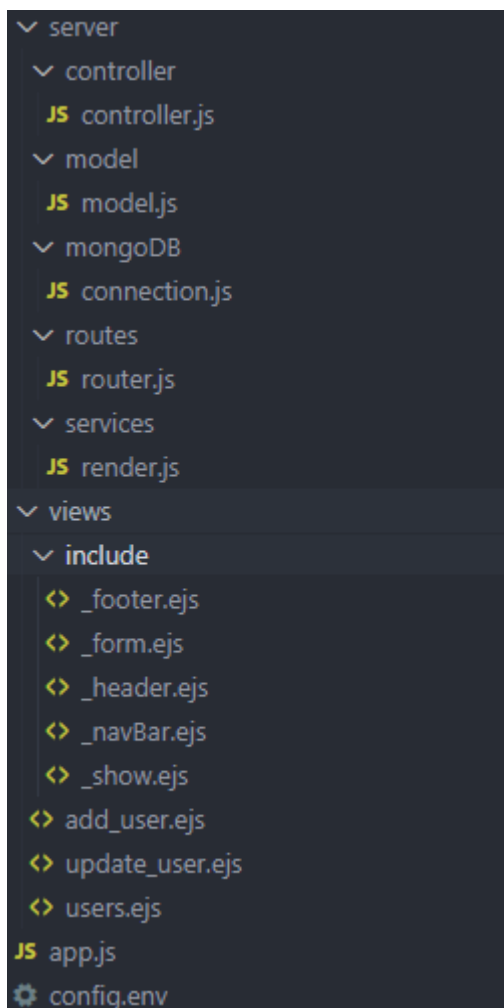 server
controller
JS controller.js
model
JS model.js
mongoDB
JS connection.js
routes
JS router.js
services
JS render.js
views
include
<> _footer.ejs
<> _form.ejs
<> _header.ejs
<> _navBar.ejs
<> _show.ejs
<> add_user.ejs
<> update_user.ejs
<> users.ejs
JS app.js
config.env